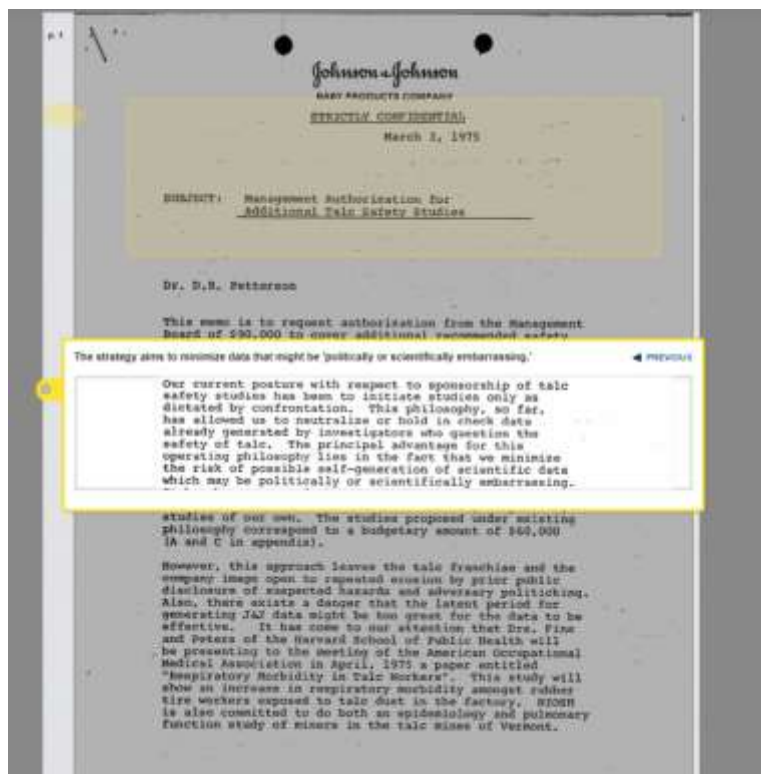 Johnson & Johnson
BABY PRODUCTS COMPANY
STRICTLY CONFIDENTIAL
March 3, 1975
SUBJECT: Management Authorization for
Additional Talc Safety Studies
Dr. D.R. Petterson
This memo is to request authorization from the Management
Board of $90,000 to cover additional recommended safety
The strategy aims to minimize data that might be 'politically or scientifically embarrassing.'
◀ PREVIOUS
Our current posture with respect to sponsorship of talc
safety studies has been to initiate studies only as
dictated by confrontation. This philosophy, so far,
has allowed us to neutralize or hold in check data
already generated by investigators who question the
safety of talc. The principal advantage for this
operating philosophy lies in the fact that we minimize
the risk of possible self-generation of scientific data
which may be politically or scientifically embarrassing.
studies of our own. The studies proposed under existing
philosophy correspond to a budgetary amount of $60,000
(A and C in appendix).
However, this approach leaves the talc franchise and the
company image open to repeated erosion by prior public
disclosure of suspected hazards and adversary politicking.
Also, there exists a danger that the latent period for
generating J&J data might be too great for the data to be
effective. It has come to our attention that Drs. Fine
and Peters of the Harvard School of Public Health will
be presenting to the meeting of the American Occupational
Medical Association in April, 1975 a paper entitled
"Respiratory Morbidity in Talc Workers". This study will
show an increase in respiratory morbidity amongst rubber
tire workers exposed to talc dust in the factory. NIOSH
is also committed to do both an epidemiology and pulmonary
function study of miners in the talc mines of Vermont.